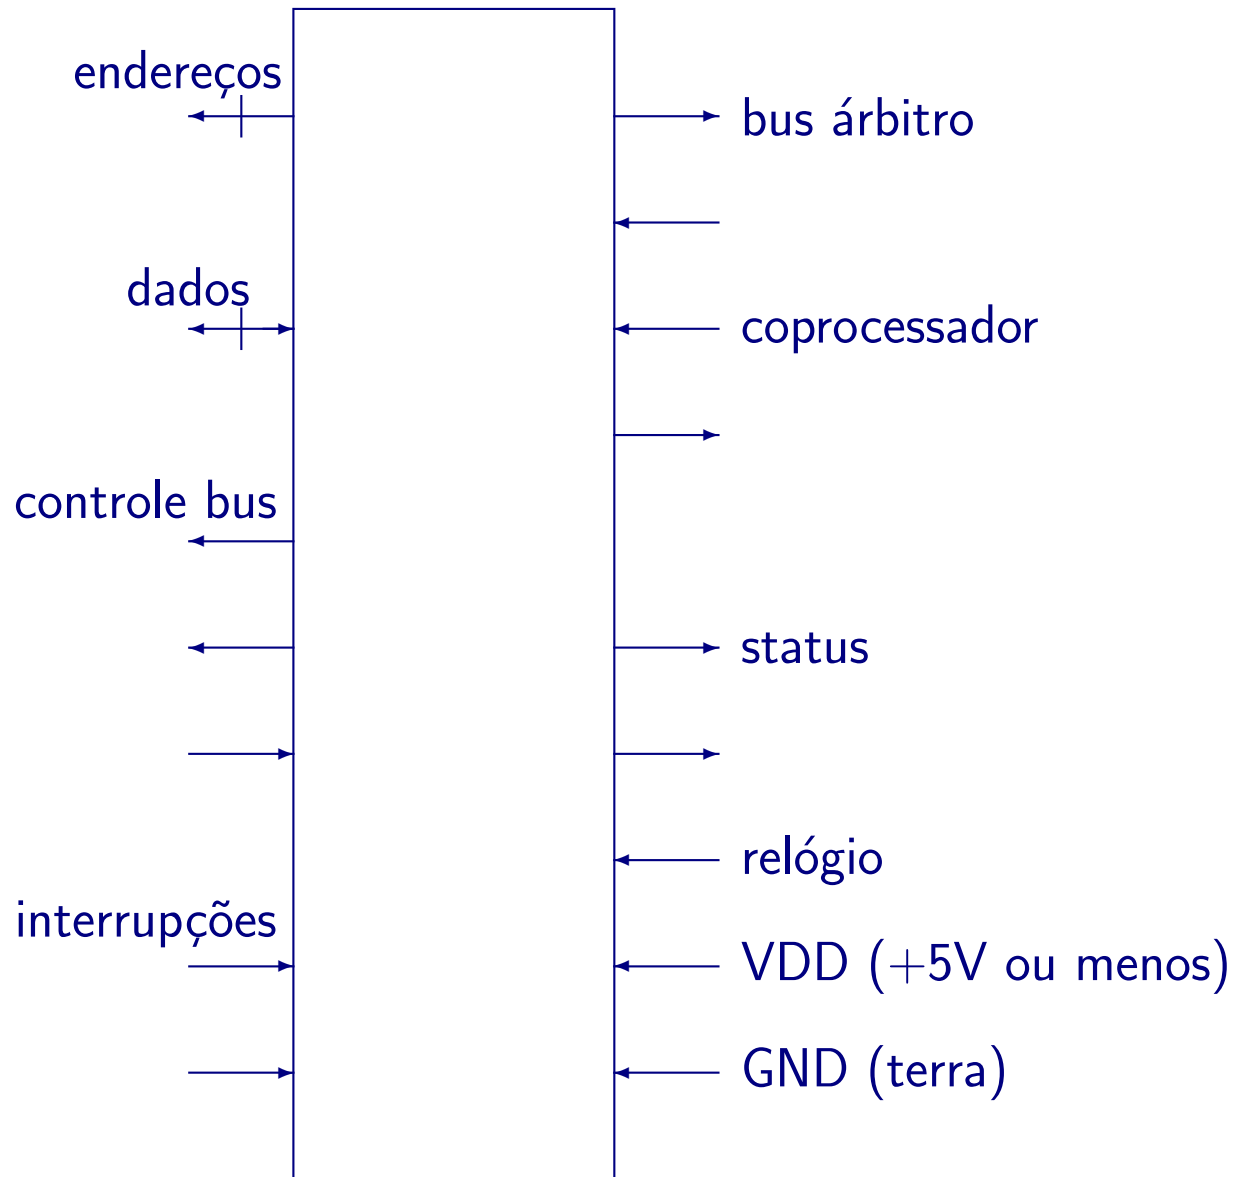 endereços
bus árbitro
dados
coprocessador
controle bus
status
relógio
interrupções
VDD (+5V ou menos)
GND (terra)